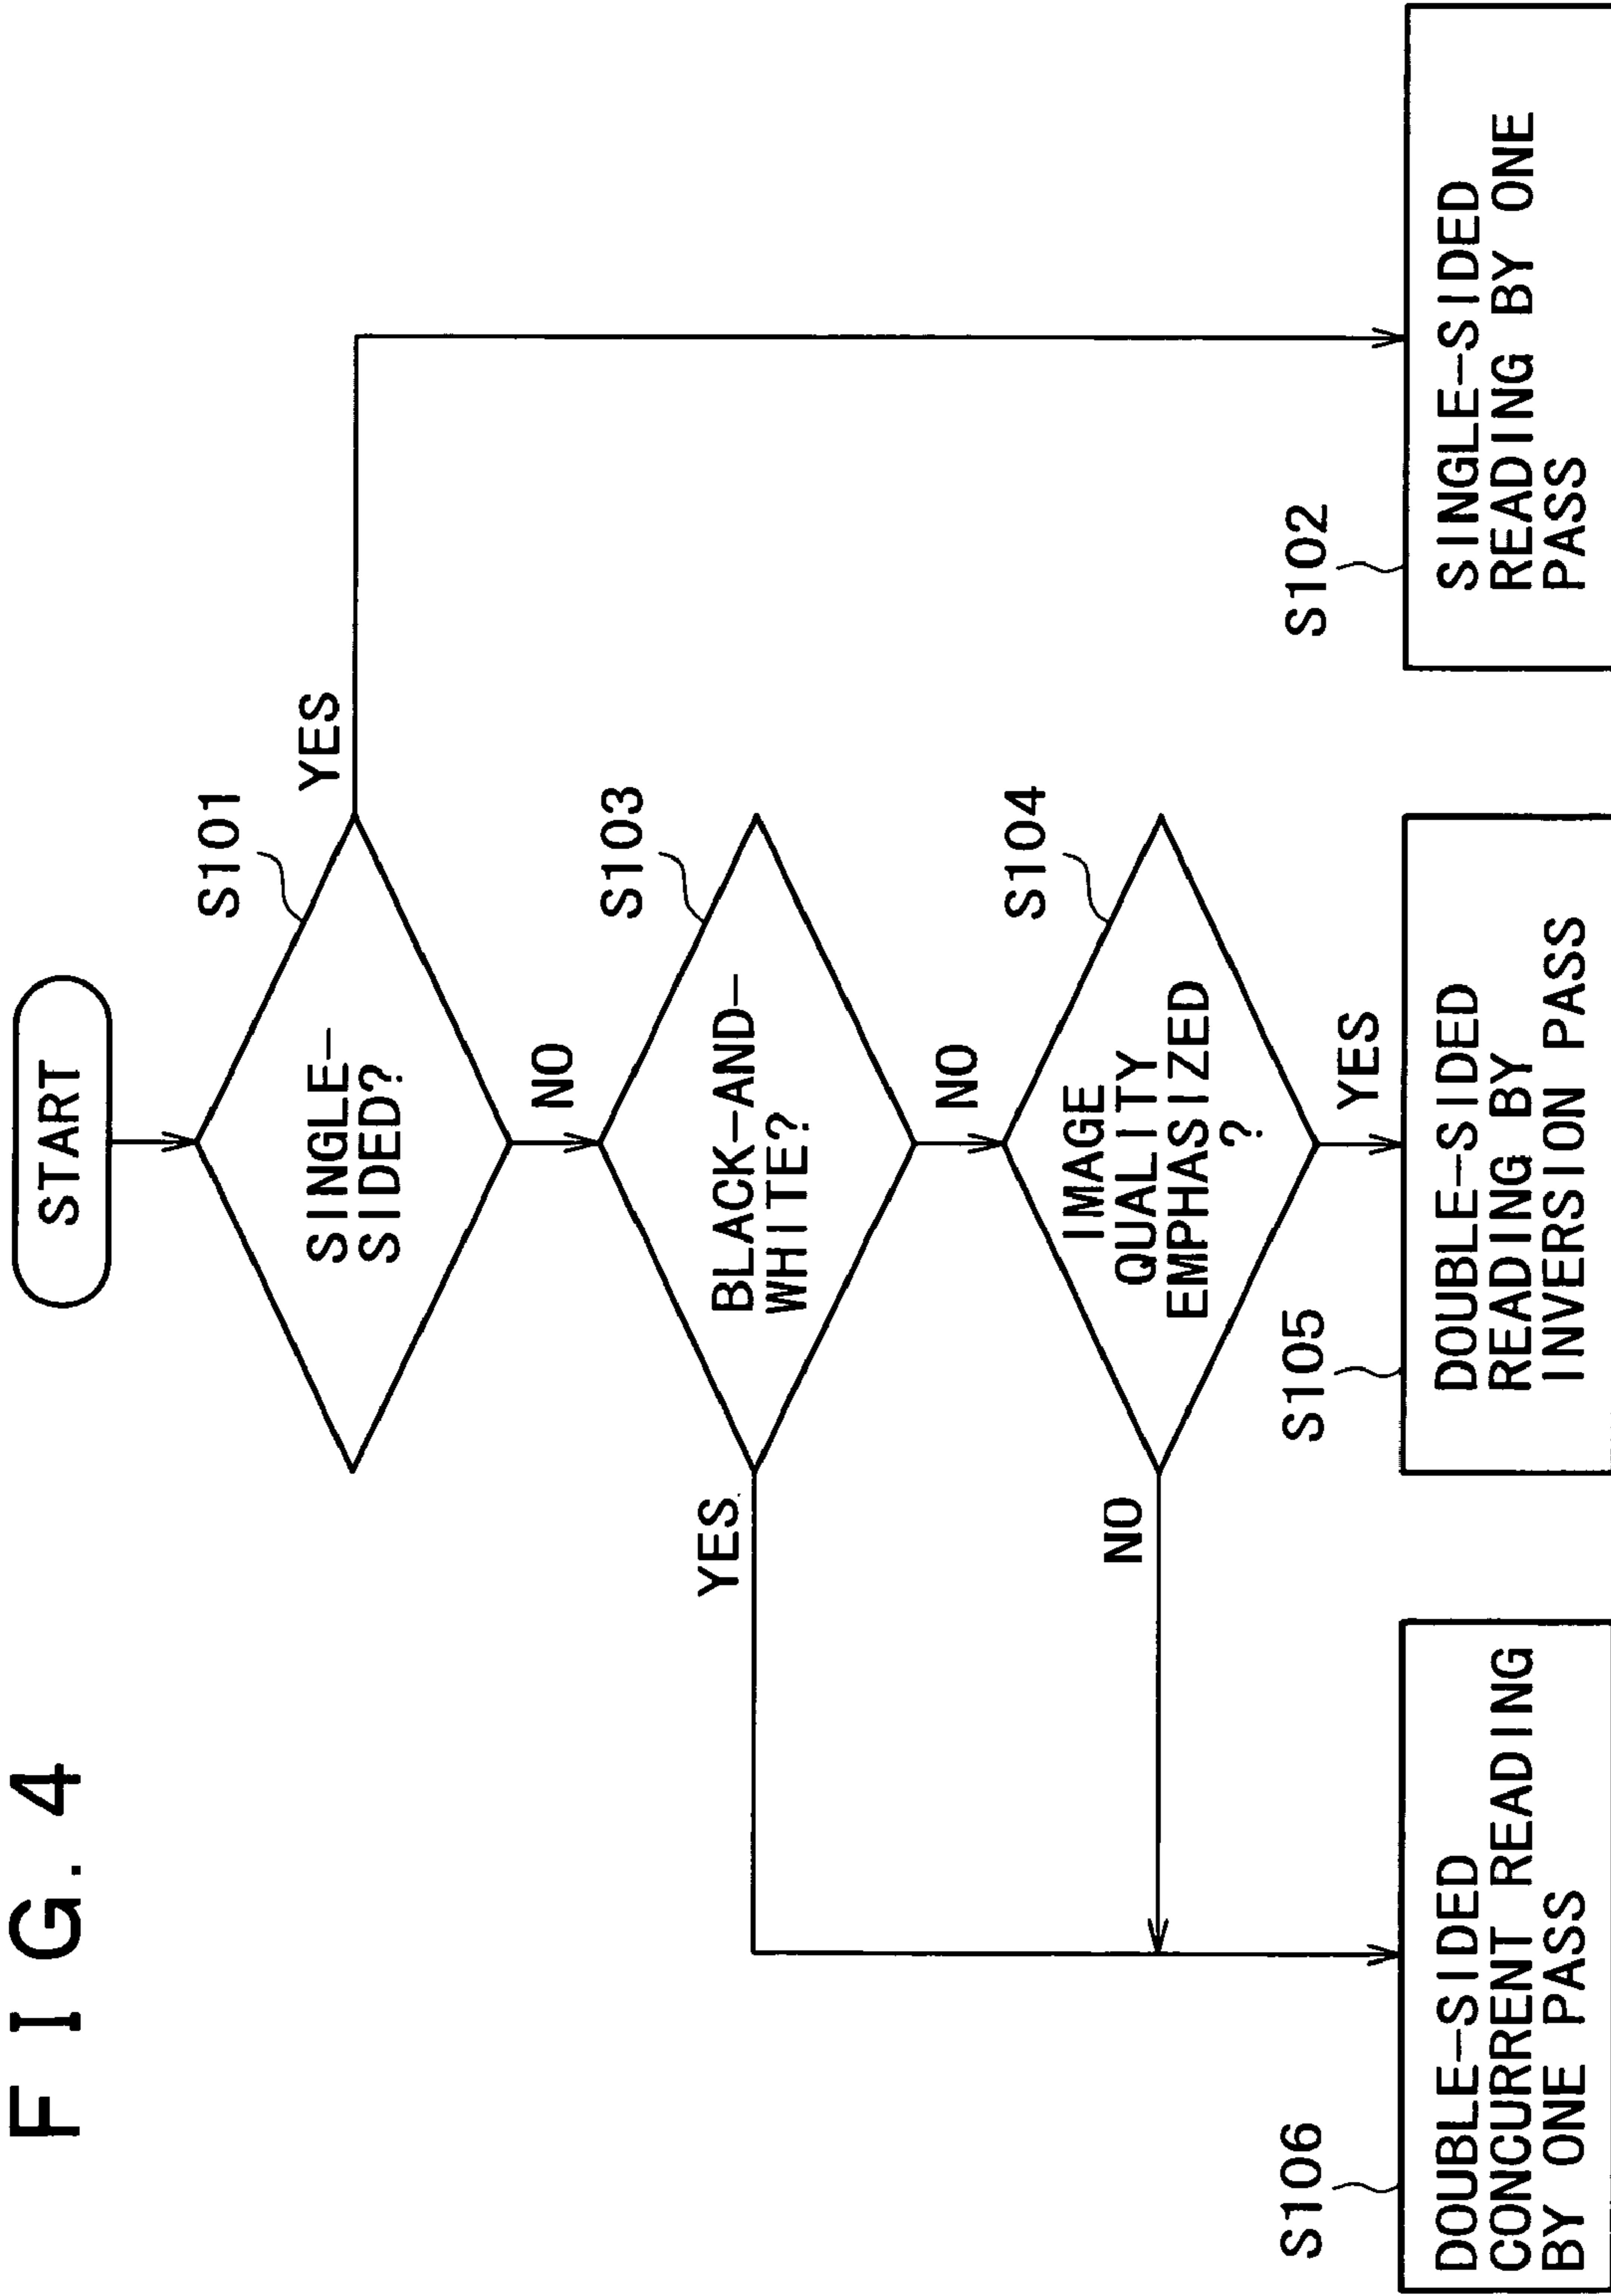 FIG. 4
START
S101
SINGLE-
SIDED?
YES
NO
S103
BLACK-AND-
WHITE?
YES
NO
S104
IMAGE
QUALITY
EMPHASIZED
?
NO
YES
S106
DOUBLE-SIDED
CONCURRENT READING
BY ONE PASS
S105
DOUBLE-SIDED
READING BY
INVERSION PASS
S102
SINGLE-SIDED
READING BY ONE
PASS